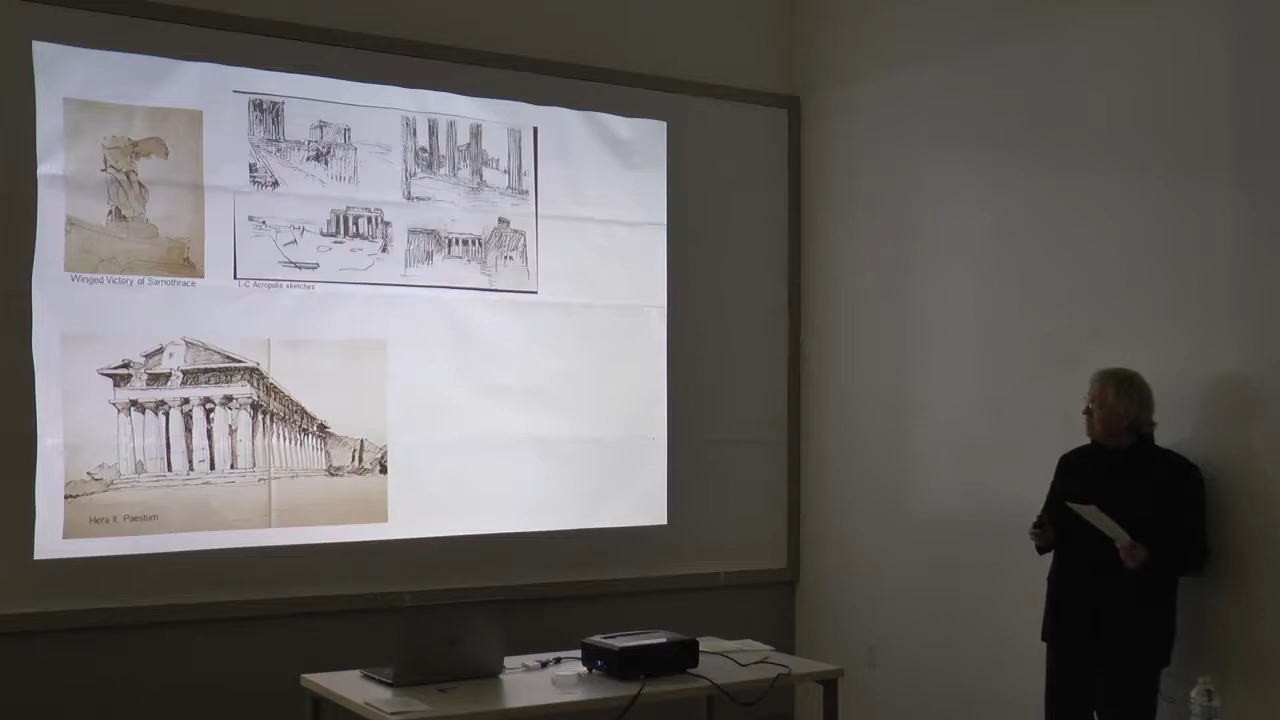 Winged Victory of Samothrace
L-C Acropolis sketches
Hera II, Paestum